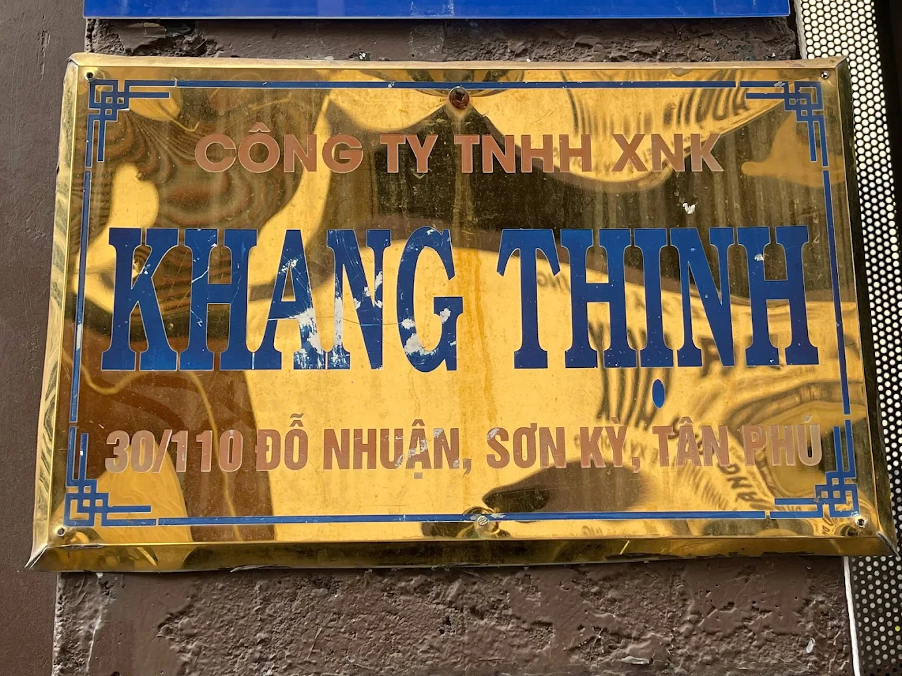 CÔNG TY TNHH XNK
KHANG THỊNH
30/110 ĐỖ NHUẬN, SƠN KỲ, TÂN PHÚ